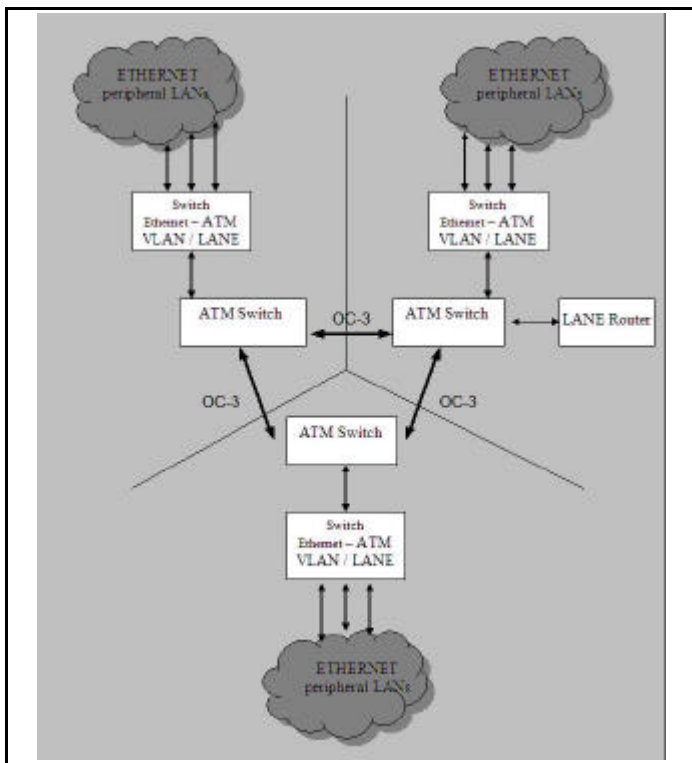 ETHERNET
peripheral LANs
ETHERNET
peripheral LANs
Switch
Ethernet – ATM
VLAN / LANE
Switch
Ethernet – ATM
VLAN / LANE
ATM Switch
OC-3
ATM Switch
LANE Router
OC-3
OC-3
ATM Switch
Switch
Ethernet – ATM
VLAN / LANE
ETHERNET
peripheral LANs